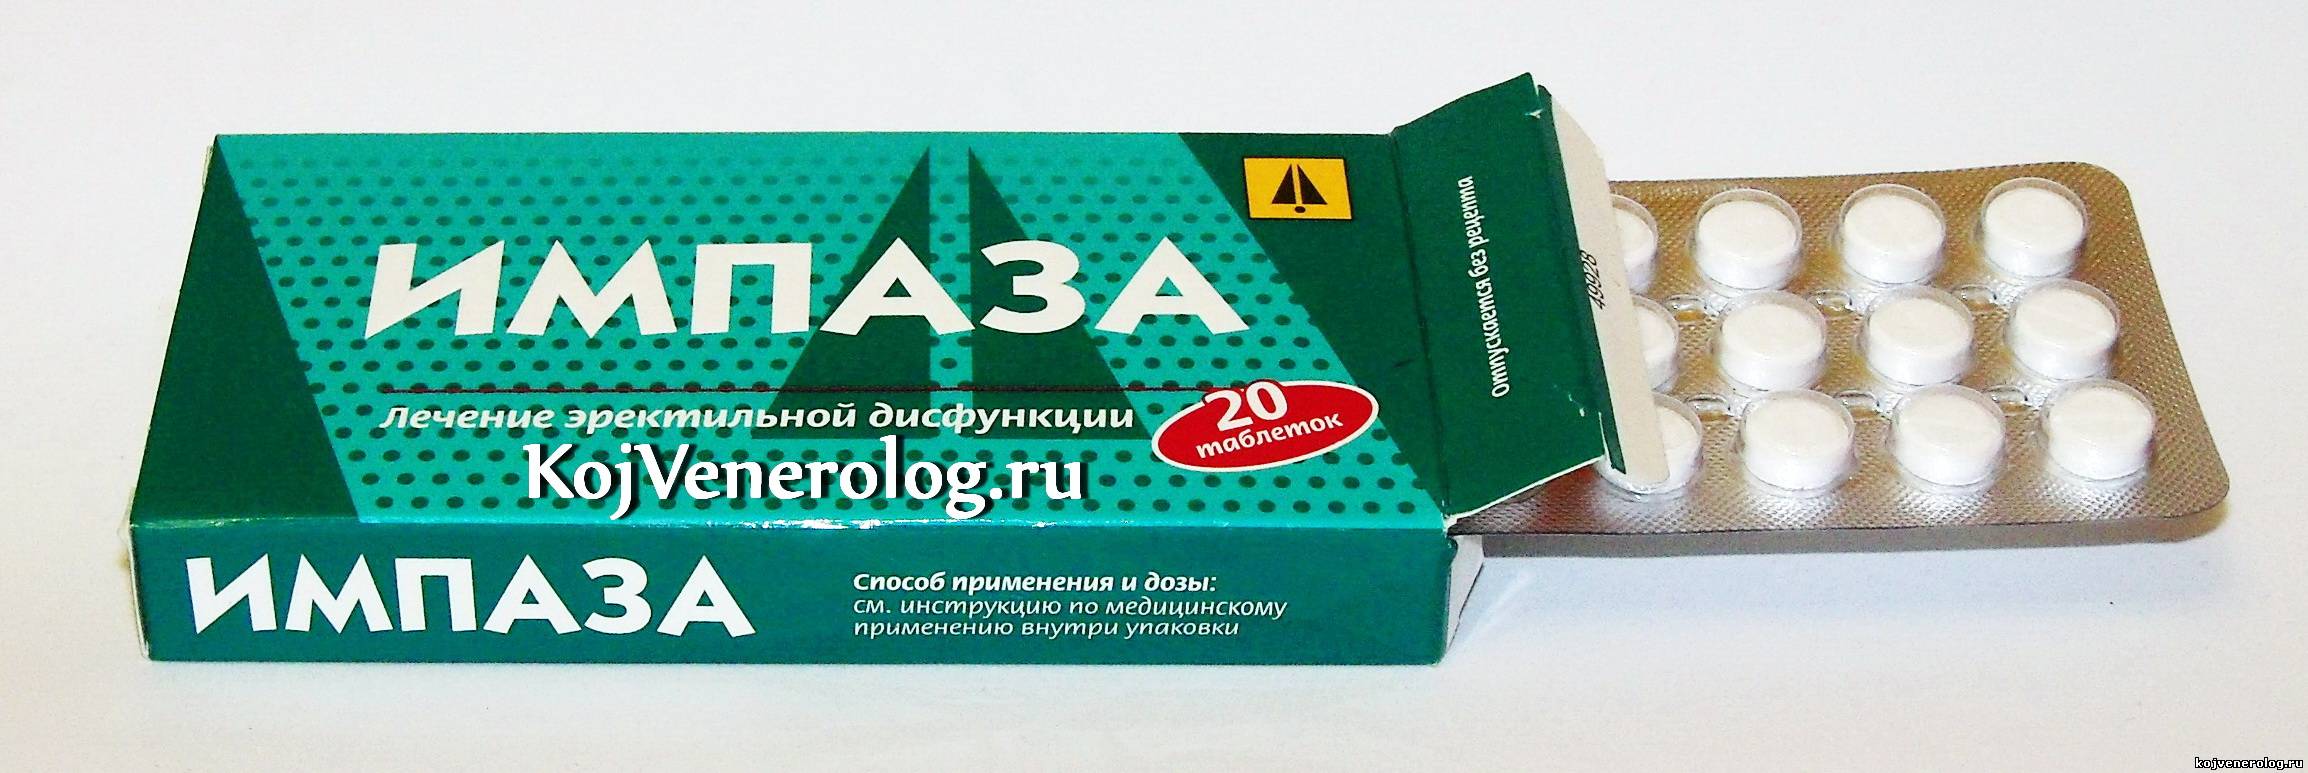 ИМПАЗА
Лечение эректильной дисфункции
20
таблеток
KojVenerolog.ru
ИМПАЗА
Способ применения и дозы:
см. инструкцию по медицинскому
применению внутри упаковки
Отпускается без рецепта
49928
kojvenerolog.ru